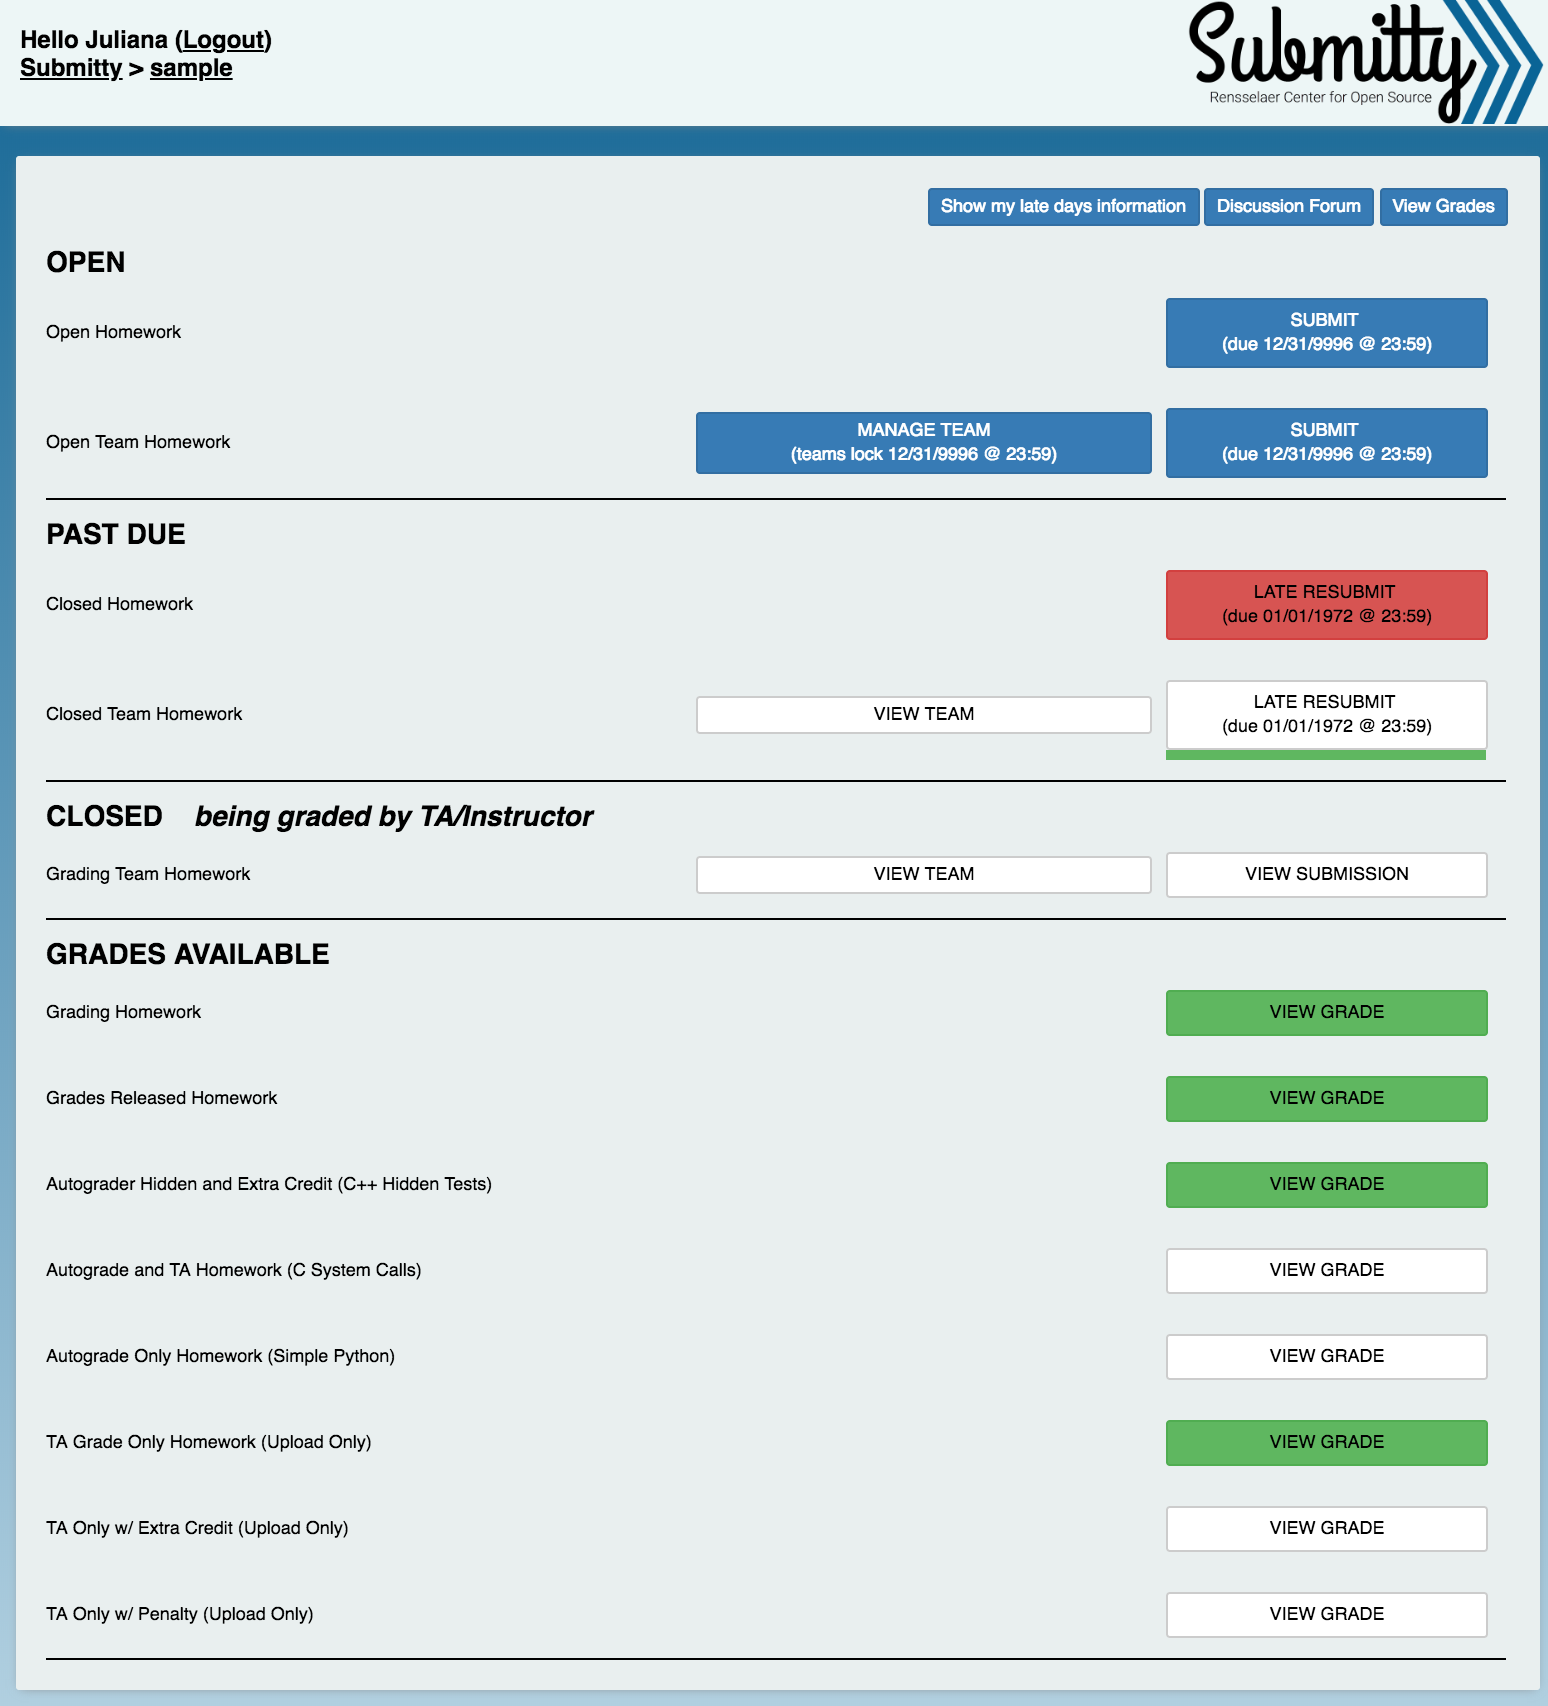 Hello Juliana (Logout)
Submitty > sample
Submitty
Rensselaer Center for Open Source
Show my late days information
Discussion Forum
View Grades
OPEN
Open Homework
SUBMIT
(due 12/31/9996 @ 23:59)
Open Team Homework
MANAGE TEAM
(teams lock 12/31/9996 @ 23:59)
SUBMIT
(due 12/31/9996 @ 23:59)
PAST DUE
Closed Homework
LATE RESUBMIT
(due 01/01/1972 @ 23:59)
Closed Team Homework
VIEW TEAM
LATE RESUBMIT
(due 01/01/1972 @ 23:59)
CLOSED being graded by TA/Instructor
Grading Team Homework
VIEW TEAM
VIEW SUBMISSION
GRADES AVAILABLE
Grading Homework
VIEW GRADE
Grades Released Homework
VIEW GRADE
Autograder Hidden and Extra Credit (C++ Hidden Tests)
VIEW GRADE
Autograde and TA Homework (C System Calls)
VIEW GRADE
Autograde Only Homework (Simple Python)
VIEW GRADE
TA Grade Only Homework (Upload Only)
VIEW GRADE
TA Only w/ Extra Credit (Upload Only)
VIEW GRADE
TA Only w/ Penalty (Upload Only)
VIEW GRADE